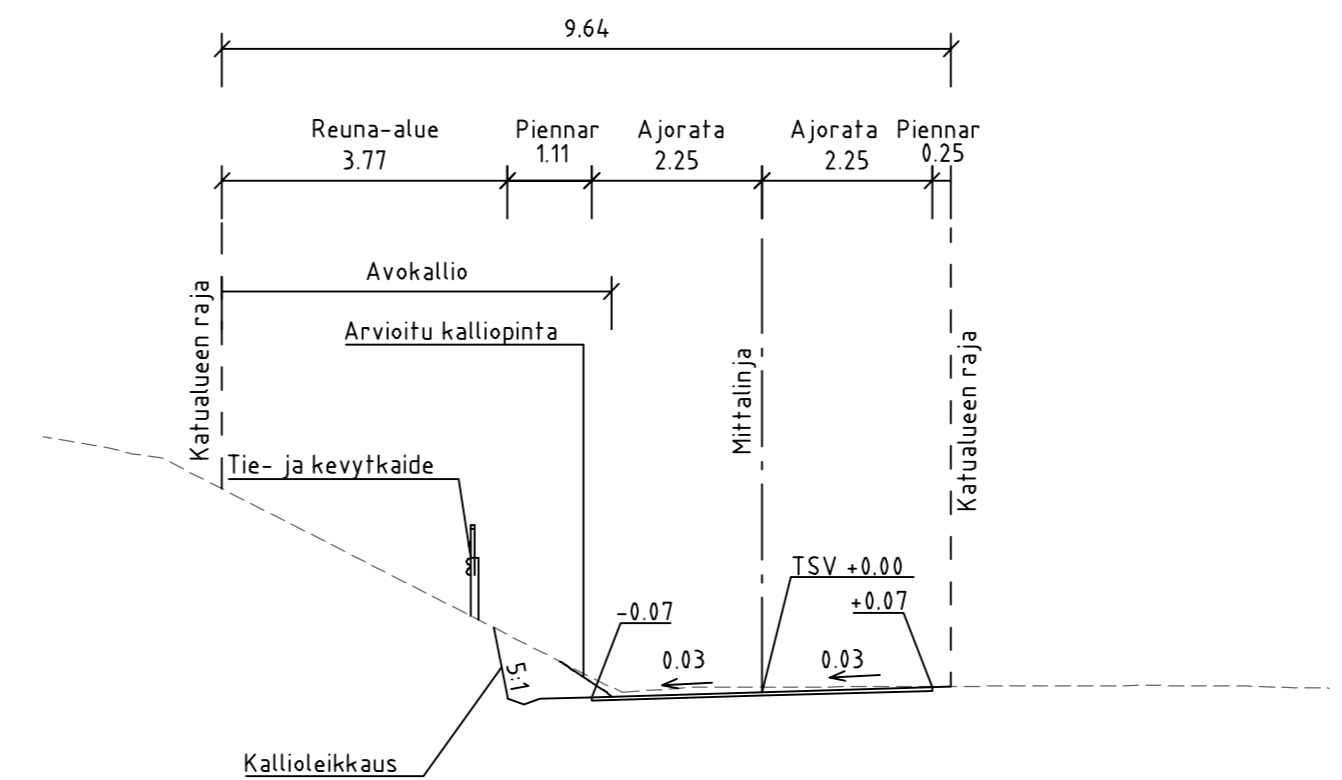 9.64
Reuna-alue
3.77
Piennar
1.11
Ajorata
2.25
Ajorata
2.25
Piennar
0.25
Avokallio
Arvioitu kalliopinta
Katualueen raja
Mittalinja
Katualueen raja
Tie- ja kevytkaide
TSV +0.00
+0.07
-0.07
0.03
0.03
5:1
Kallioleikkaus